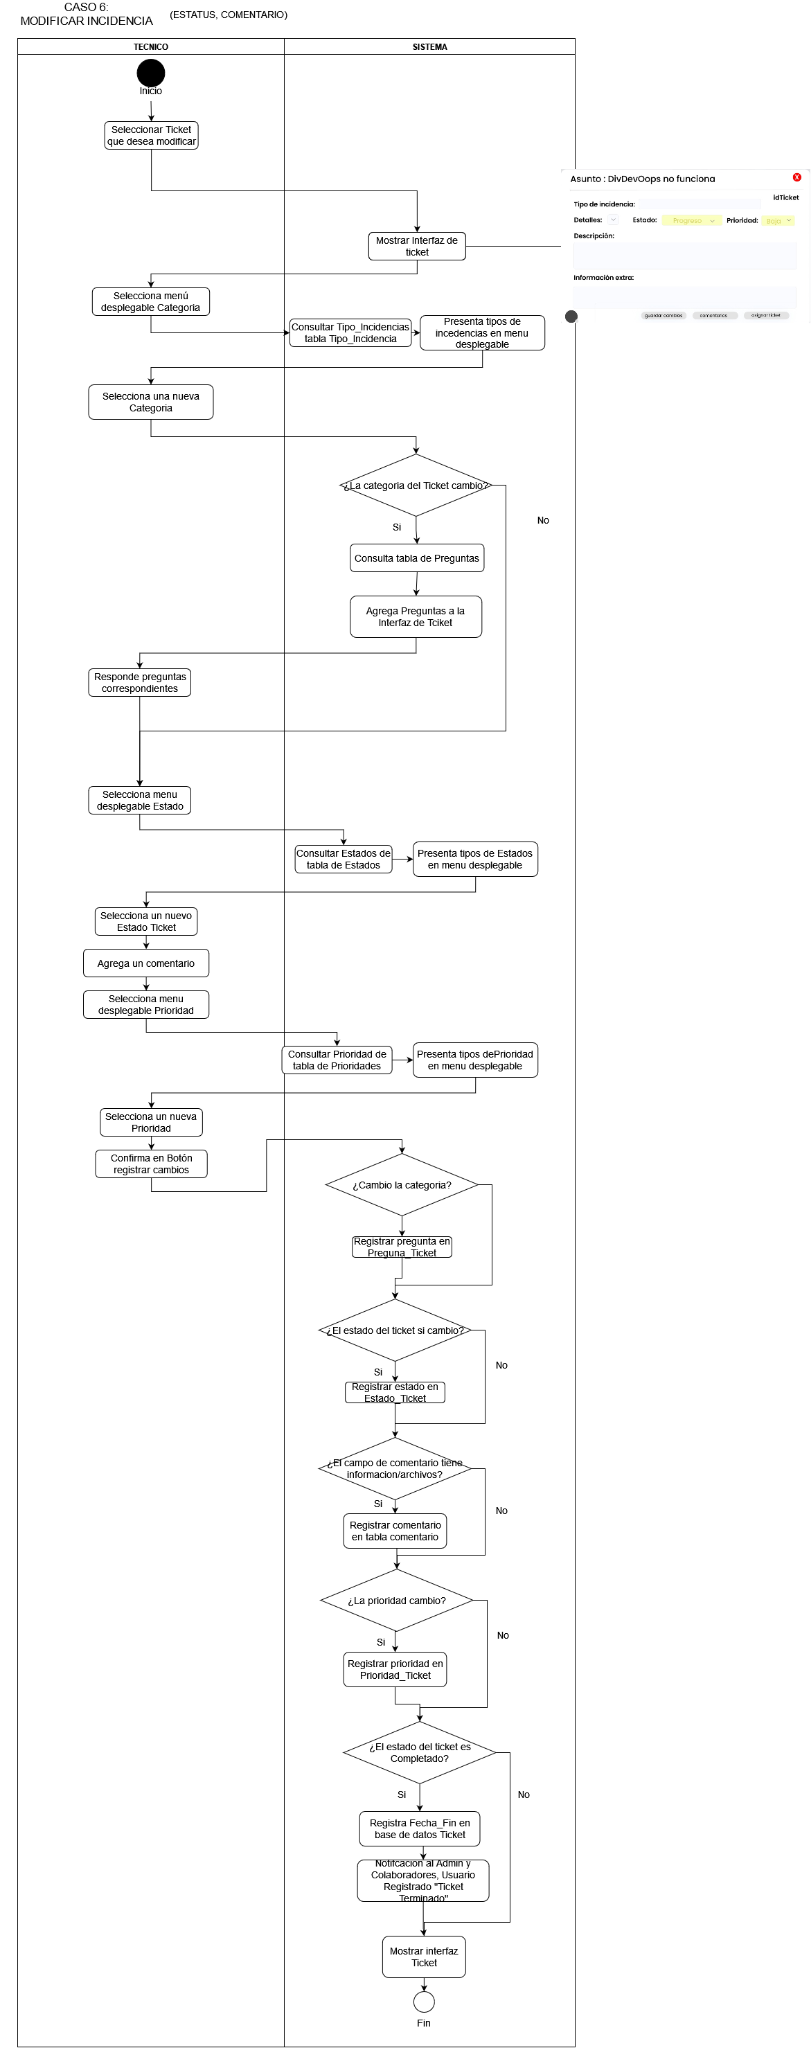 CASO 6:
MODIFICAR INCIDENCIA
(ESTATUS, COMENTARIO)
TECNICO
SISTEMA
Inicio
Seleccionar Ticket
que desea modificar
Asunto : DivDevOops no funciona
X
idTicket
Tipo de incidencia:
Detalles:
Estado:
Progreso
Prioridad:
Baja
Descripción:
Información extra:
guardar cambios
comentarios
asignar ticket
Mostrar Interfaz de
ticket
Selecciona menú
desplegable Categoria
Consultar Tipo_Incidencias
tabla Tipo_Incidencia
Presenta tipos de
incedencias en menu
desplegable
Selecciona una nueva
Categoria
¿La categoria del Ticket cambio?
No
Si
Consulta tabla de Preguntas
Agrega Preguntas a la
Interfaz de Tciket
Responde preguntas
correspondientes
Selecciona menu
desplegable Estado
Consultar Estados de
tabla de Estados
Presenta tipos de Estados
en menu desplegable
Selecciona un nuevo
Estado Ticket
Agrega un comentario
Selecciona menu
desplegable Prioridad
Consultar Prioridad de
tabla de Prioridades
Presenta tipos dePrioridad
en menu desplegable
Selecciona un nueva
Prioridad
Confirma en Botón
registrar cambios
¿Cambio la categoria?
Registrar pregunta en
Preguna_Ticket
¿El estado del ticket si cambio?
No
Si
Registrar estado en
Estado_Ticket
¿El campo de comentario tiene
informacion/archivos?
Si
No
Registrar comentario
en tabla comentario
¿La prioridad cambio?
No
Si
Registrar prioridad en
Prioridad_Ticket
¿El estado del ticket es
Completado?
Si
No
Registra Fecha_Fin en
base de datos Ticket
Notifcación al Admin y
Colaboradores, Usuario
Registrado "Ticket
Terminado"
Mostrar interfaz
Ticket
Fin